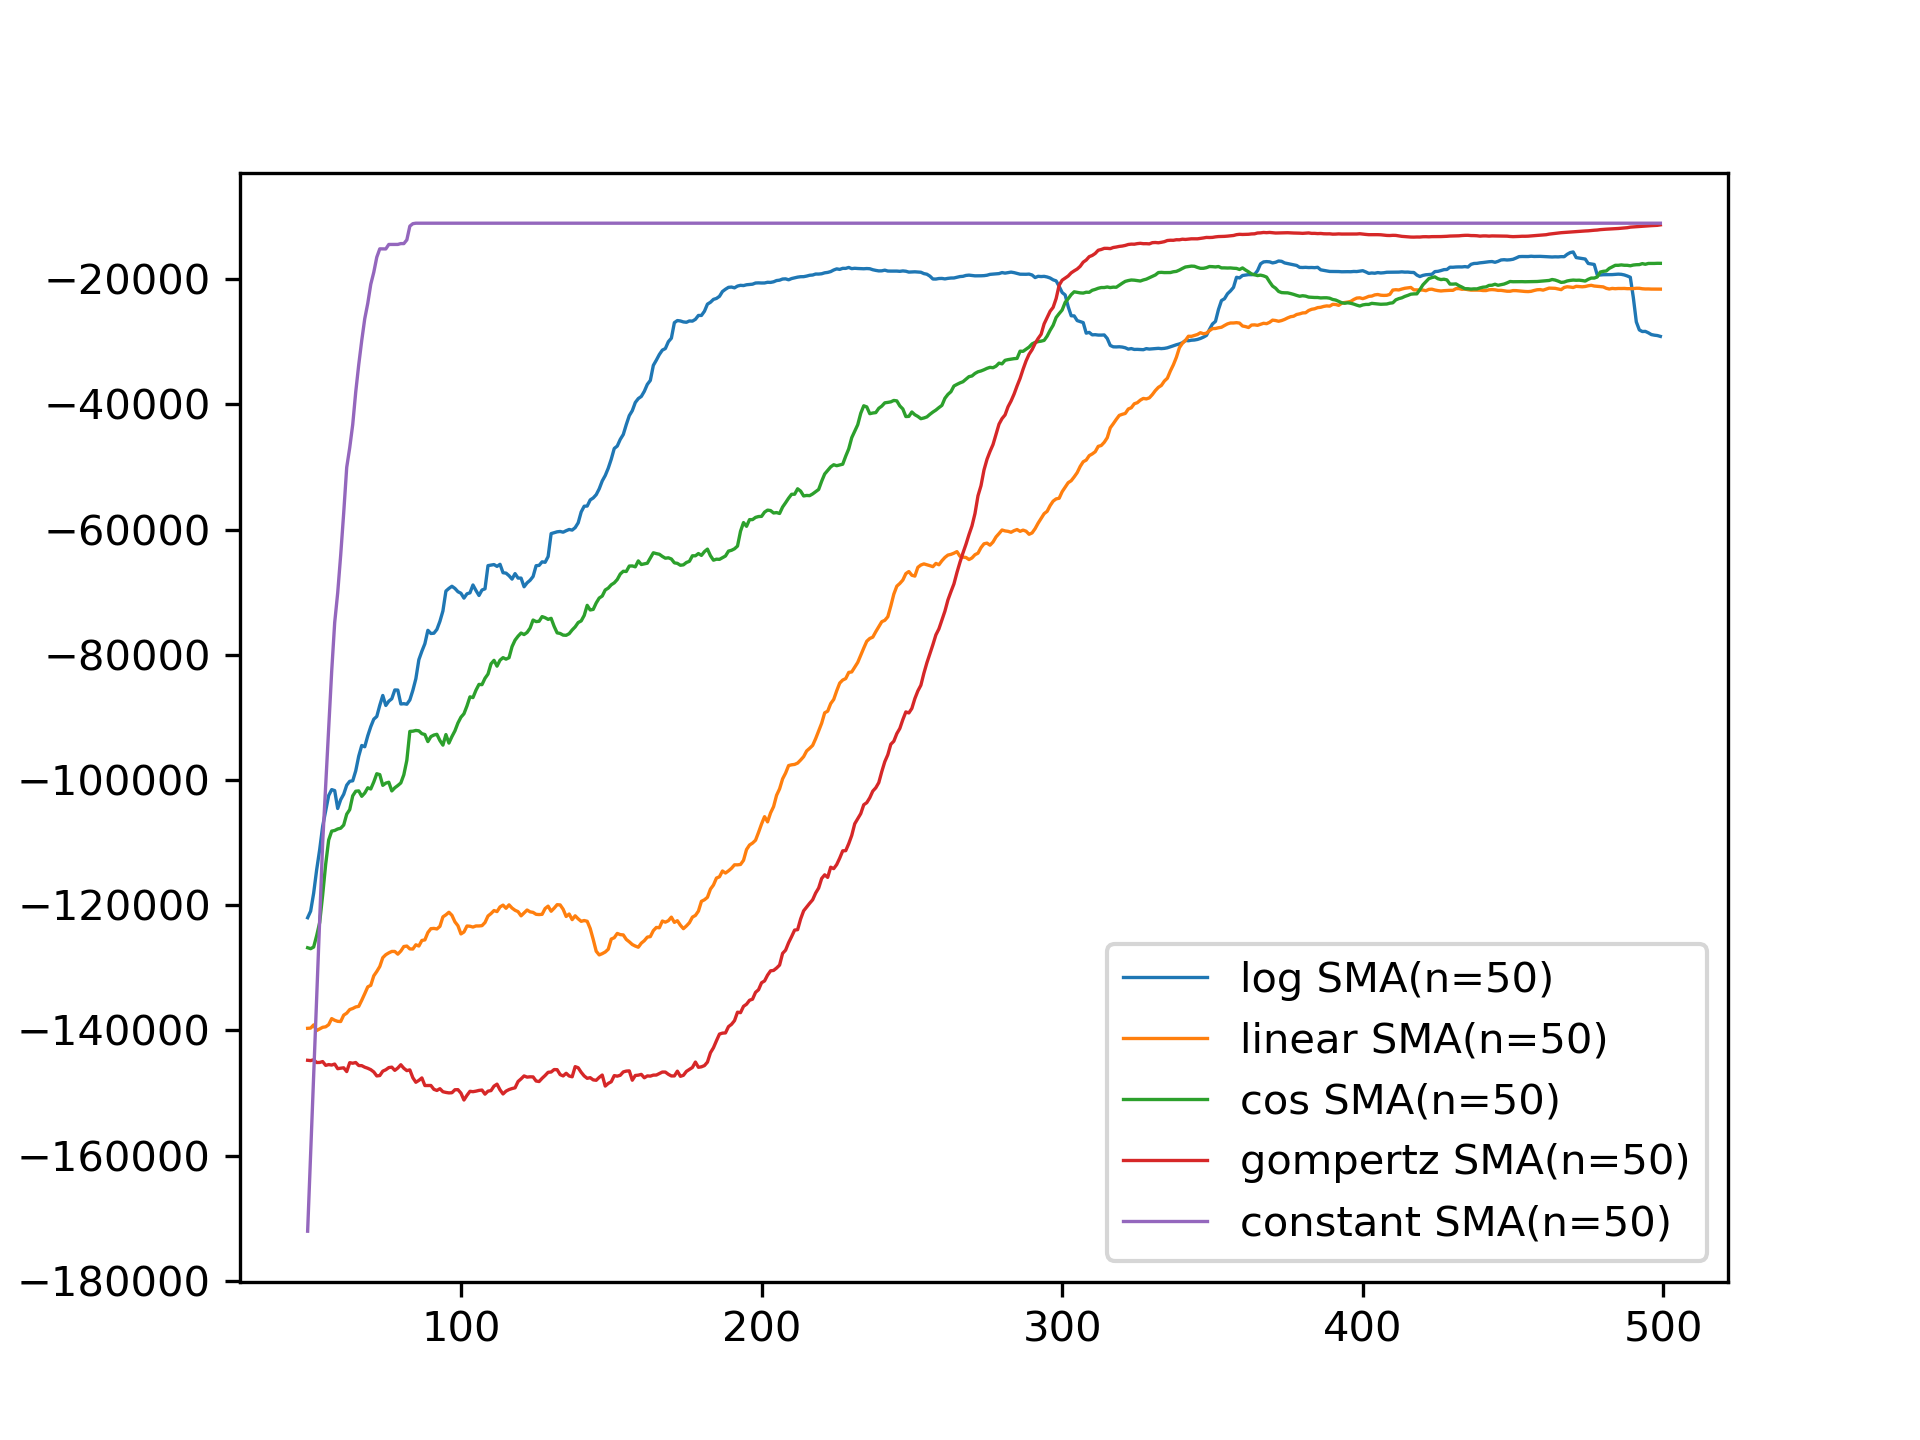 −20000
−40000
−60000
−80000
−100000
−120000
−140000
−160000
−180000
100 200 300 400 500
log SMA(n=50)
linear SMA(n=50)
cos SMA(n=50)
gompertz SMA(n=50)
constant SMA(n=50)